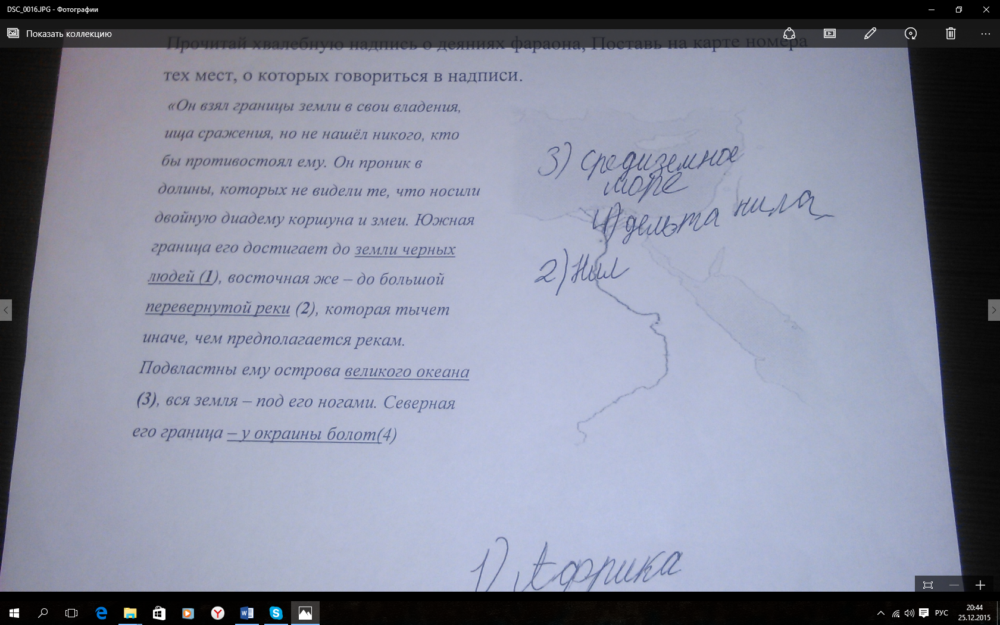 DSC_0016.JPG - Фотографии
Показать коллекцию
Прочитай хвалебную надпись о деяниях фараона, Поставь на карте номера
тех мест, о которых говориться в надписи.
«Он взял границы земли в свои владения,
ища сражения, но не нашёл никого, кто
бы противостоял ему. Он проник в
долины, которых не видели те, что носили
двойную диадему коршуна и змеи. Южная
граница его достигает до земли черных
людей (1), восточная же – до большой
перевернутой реки (2), которая тычет
иначе, чем предполагается рекам.
Подвластны ему острова великого океана
(3), вся земля – под его ногами. Северная
его граница – у окраины болот(4)
3) средиземное
море
4) дельта нила
2) Нил
1) Африка
РУС
20:44
25.12.2015